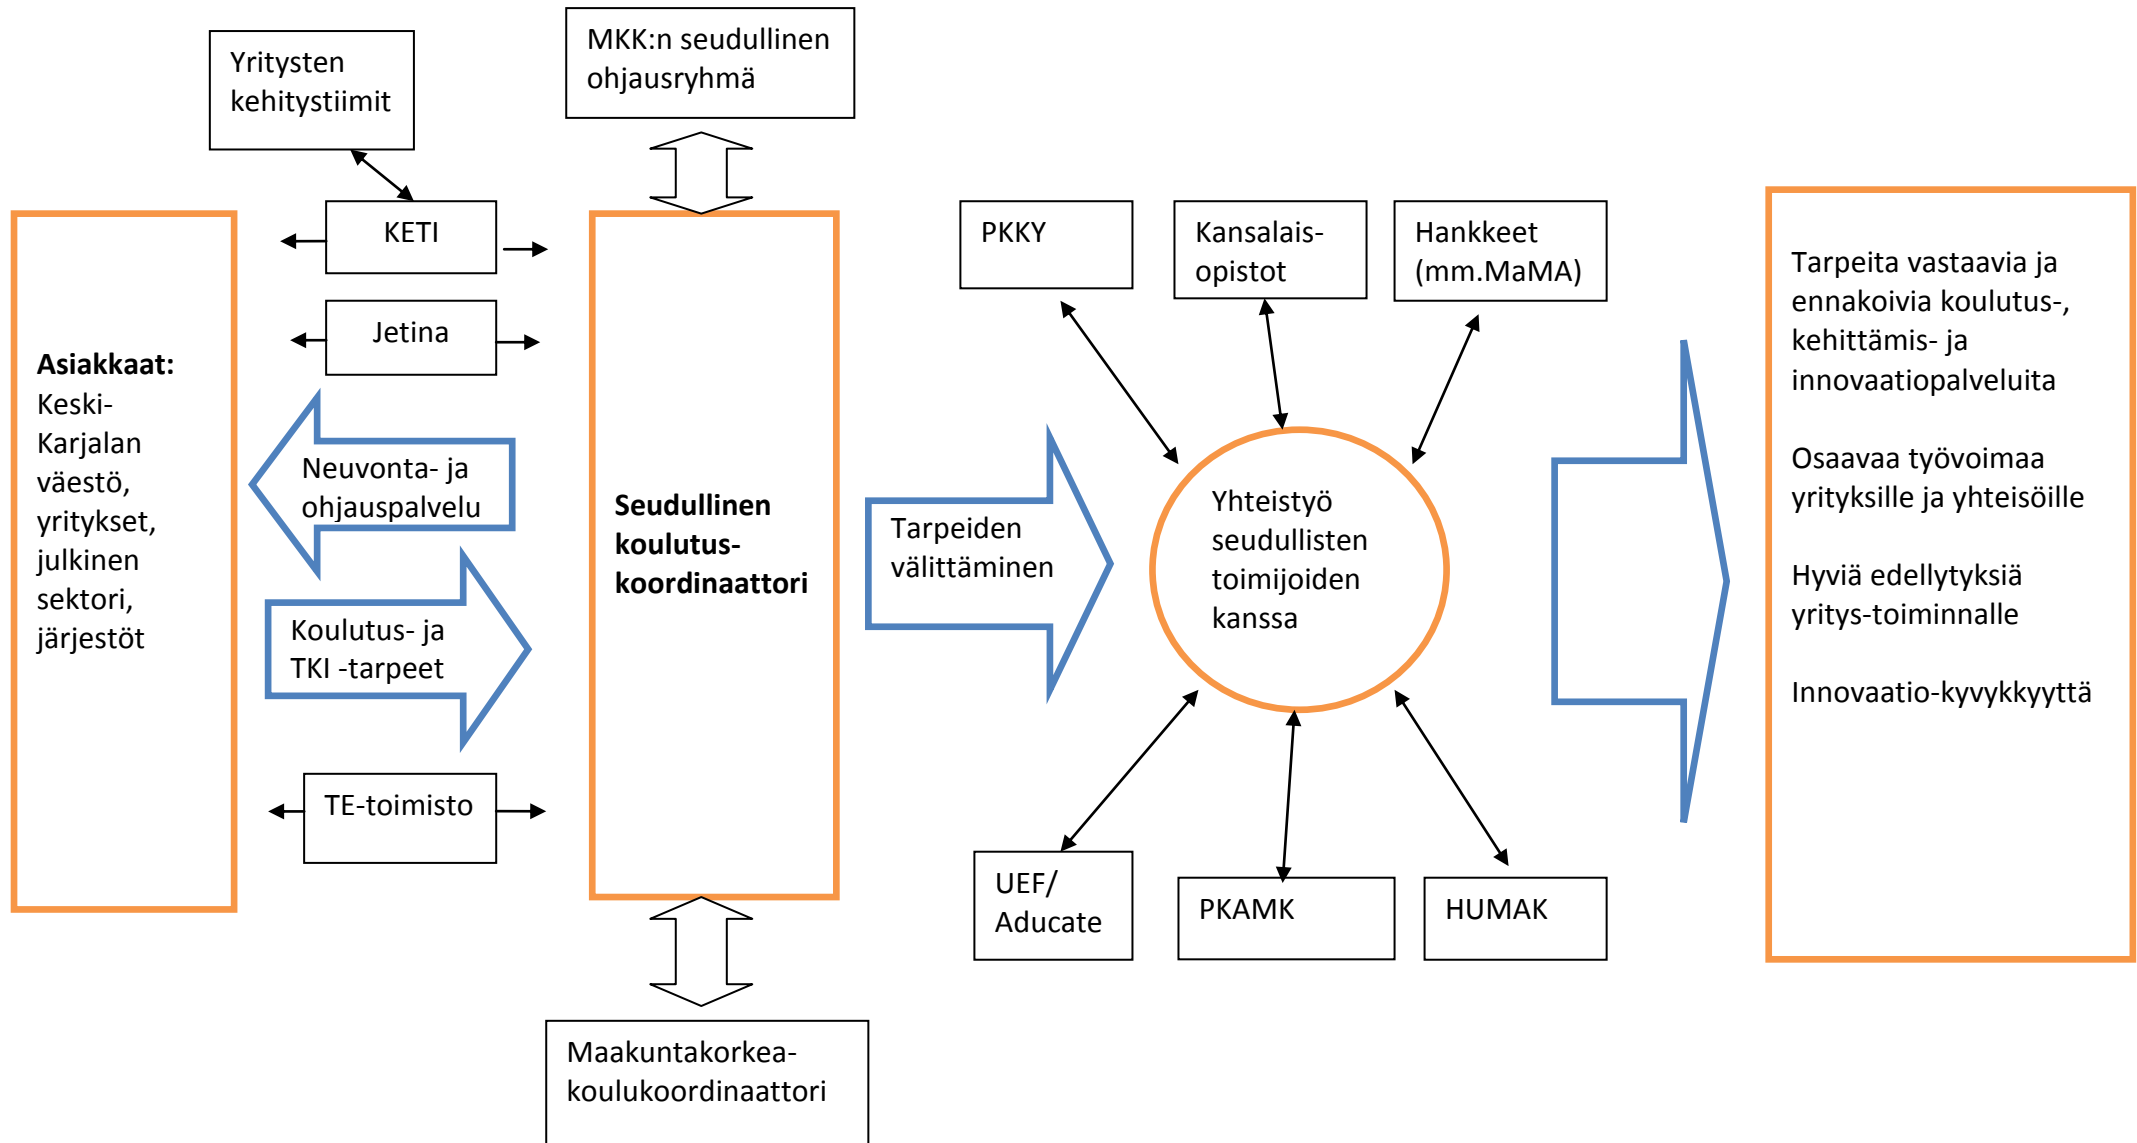 MKK:n seudullinen
ohjausryhmä
Yritysten
kehitystiimit
KETI
Jetina
Asiakkaat:
Keski-
Karjalan
väestö,
yritykset,
julkinen
sektori,
järjestöt
Neuvonta- ja
ohjauspalvelu
Koulutus- ja
TKI -tarpeet
TE-toimisto
Seudullinen
koulutus-
koordinaattori
Maakuntakorkea-
koulukoordinaattori
Tarpeiden
välittäminen
PKKY
Kansalais-
opistot
Hankkeet
(mm.MaMA)
Yhteistyö
seudullisten
toimijoiden
kanssa
UEF/
Aducate
PKAMK
HUMAK
Tarpeita vastaavia ja
ennakoivia koulutus-,
kehittämis- ja
innovaatiopalveluita
Osaavaa työvoimaa
yrityksille ja yhteisöille
Hyviä edellytyksiä
yritys-toiminnalle
Innovaatio-kyvykkyyttä